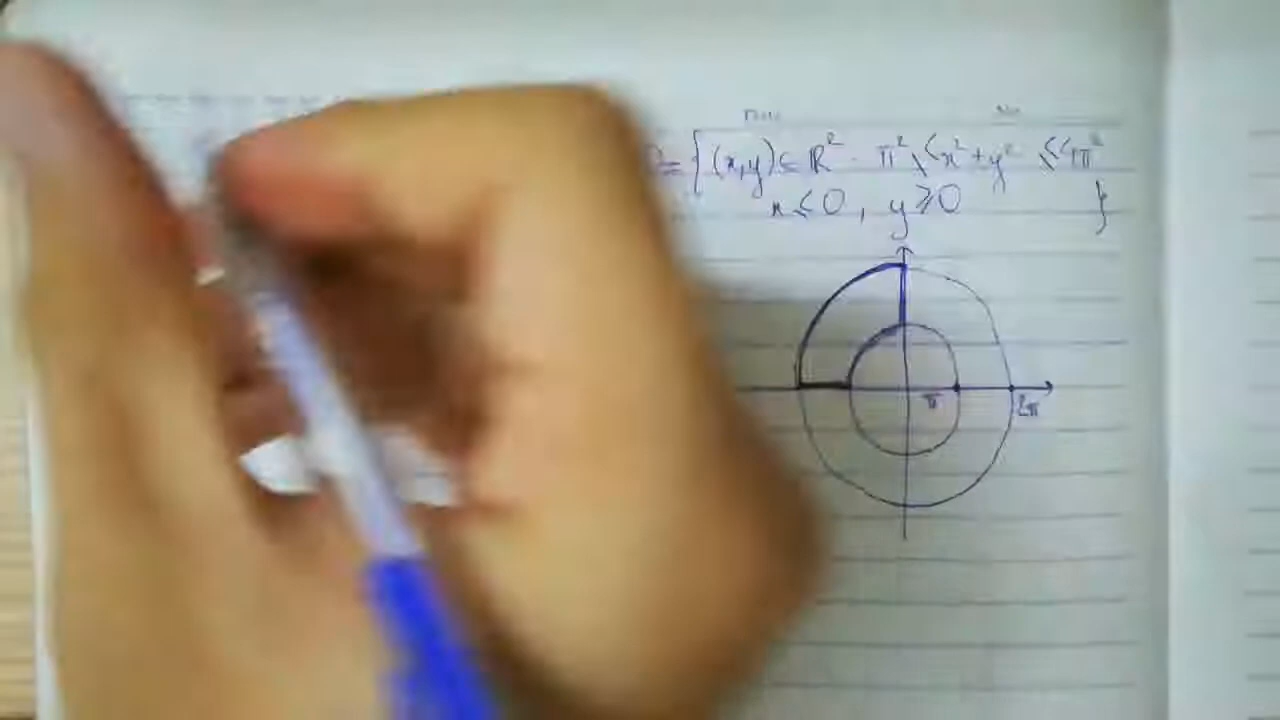 = {(x,y) ∈ ℝ² : π² ≤ x² + y² ≤ 4π²
x ≤ 0 , y ≥ 0 }
π
2π